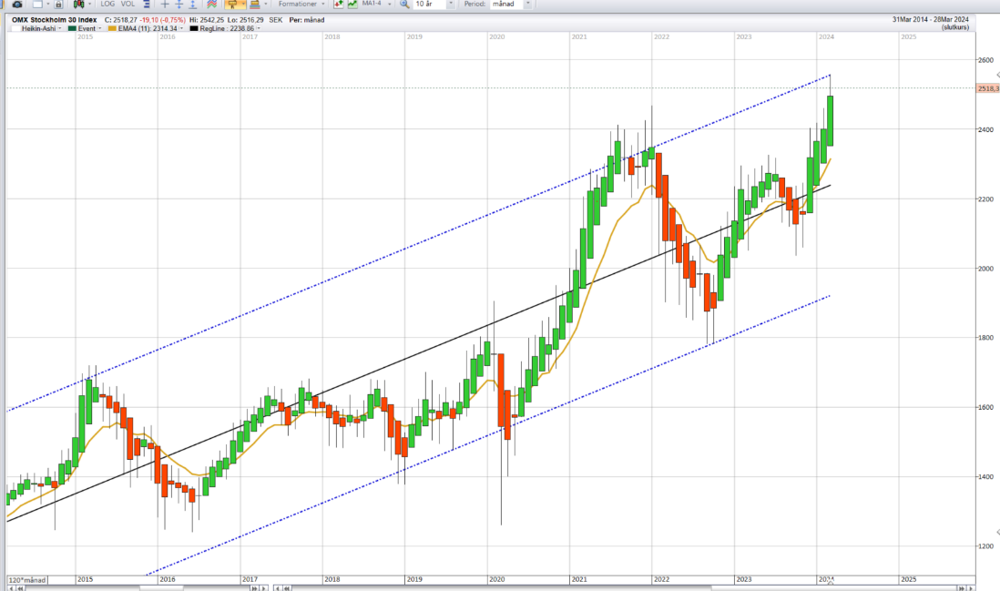 LOG VOL Formationer MA1-4 10 år Period: månad
OMX Stockholm 30 Index C: 2518,27 -19,10 (-0,75%) Hi: 2542,25 Lo: 2516,29 SEK Per: månad 31Mar 2014 - 28Mar 2024
Heikin-Ashi Event EMA4 (11): 2314.34 RegLine : 2238.86 (slutkurs)
2015 2016 2017 2018 2019 2020 2021 2022 2023 2024 2025
2600
2518,3
2400
2200
2000
1800
1600
1400
1200
120*månad 2015 2016 2017 2018 2019 2020 2021 2022 2023 2025